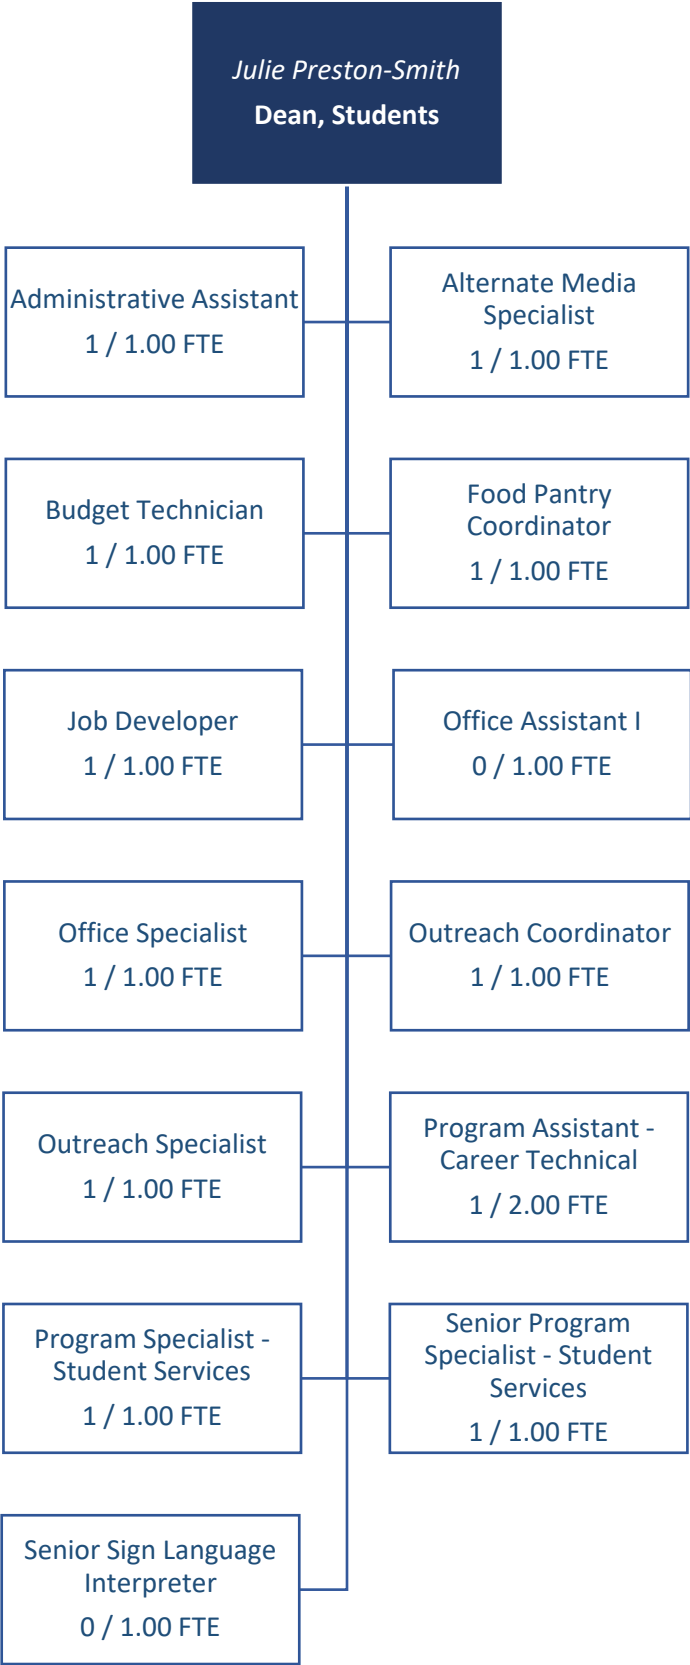 Julie Preston-Smith
Dean, Students
Administrative Assistant
1 / 1.00 FTE
Alternate Media
Specialist
1 / 1.00 FTE
Budget Technician
1 / 1.00 FTE
Food Pantry
Coordinator
1 / 1.00 FTE
Job Developer
1 / 1.00 FTE
Office Assistant I
0 / 1.00 FTE
Office Specialist
1 / 1.00 FTE
Outreach Coordinator
1 / 1.00 FTE
Outreach Specialist
1 / 1.00 FTE
Program Assistant -
Career Technical
1 / 2.00 FTE
Program Specialist -
Student Services
1 / 1.00 FTE
Senior Program
Specialist - Student
Services
1 / 1.00 FTE
Senior Sign Language
Interpreter
0 / 1.00 FTE